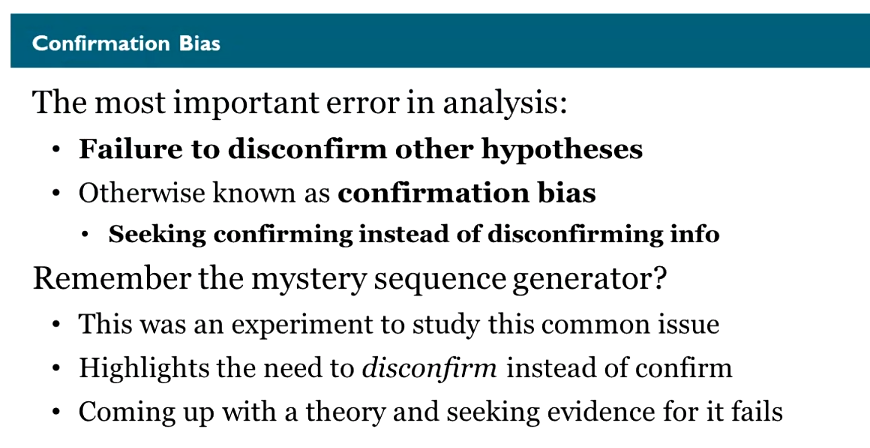 Confirmation Bias
The most important error in analysis:
• Failure to disconfirm other hypotheses
• Otherwise known as confirmation bias
• Seeking confirming instead of disconfirming info
Remember the mystery sequence generator?
• This was an experiment to study this common issue
• Highlights the need to disconfirm instead of confirm
• Coming up with a theory and seeking evidence for it fails